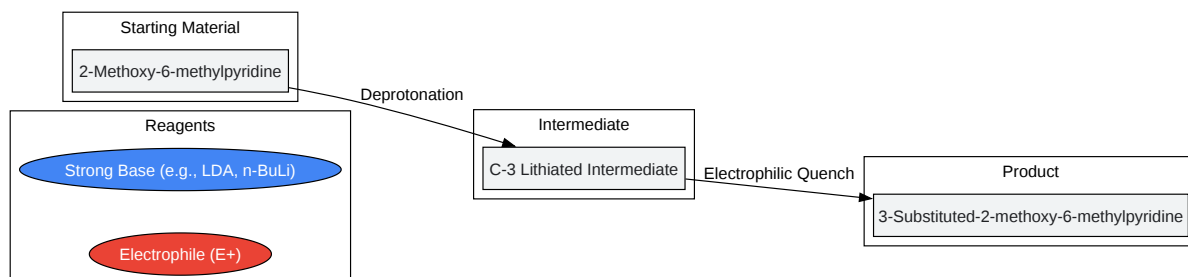 Starting Material
2-Methoxy-6-methylpyridine
Deprotonation
Reagents
Strong Base (e.g., LDA, n-BuLi)
Electrophile (E+)
Intermediate
C-3 Lithiated Intermediate
Electrophilic Quench
Product
3-Substituted-2-methoxy-6-methylpyridine